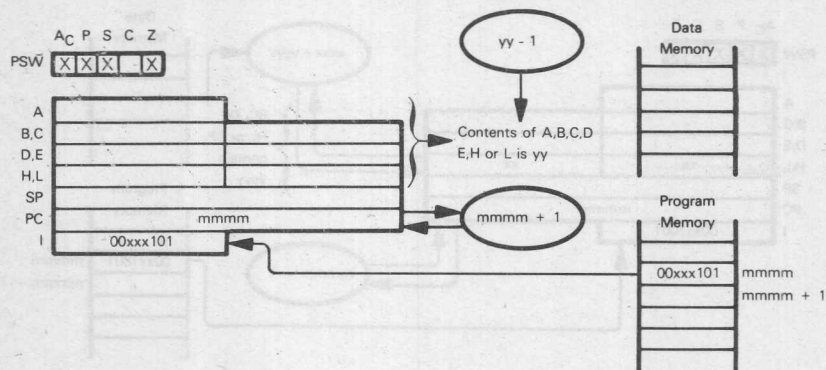 A_C P S C Z
PSW X X X X
A
B,C
D,E
H,L
SP
PC mmmm
I 00xxx101
yy - 1
Contents of A,B,C,D
E,H or L is yy
mmmm + 1
Data
Memory
Program
Memory
00xxx101 mmmm
mmmm + 1